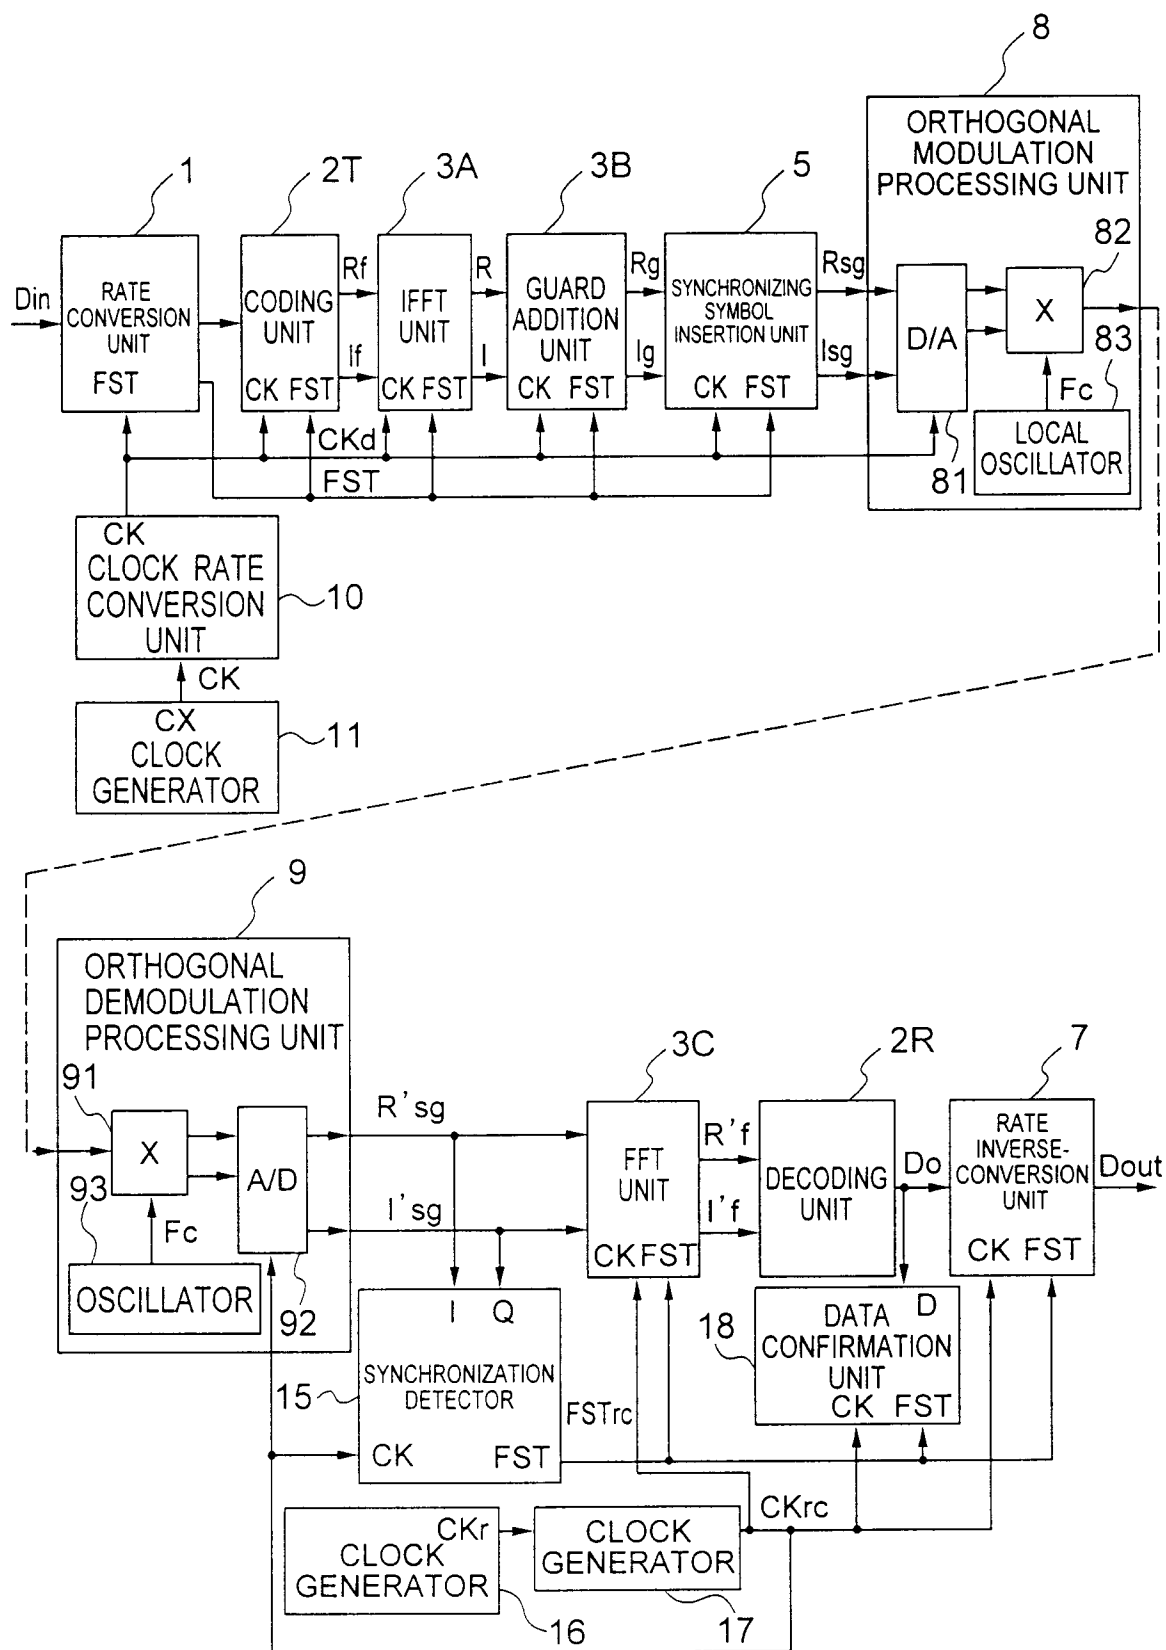 8
ORTHOGONAL
MODULATION
PROCESSING UNIT
1
2T
3A
3B
5
82
Din
RATE
CONVERSION
UNIT
FST
CODING
UNIT
CK FST
Rf
If
IFFT
UNIT
CK FST
R
I
GUARD
ADDITION
UNIT
CK FST
Rg
Ig
SYNCHRONIZING
SYMBOL
INSERTION UNIT
CK FST
Rsg
Isg
D/A
X
83
Fc
LOCAL
OSCILLATOR
81
CKd
FST
CK
CLOCK RATE
CONVERSION
UNIT
10
CK
CX
CLOCK
GENERATOR
11
9
ORTHOGONAL
DEMODULATION
PROCESSING UNIT
91
X
93
Fc
A/D
OSCILLATOR
92
R'sg
I'sg
3C
FFT
UNIT
CK FST
R'f
I'f
2R
DECODING
UNIT
Do
7
RATE
INVERSE-
CONVERSION
UNIT
CK FST
Dout
I Q
SYNCHRONIZATION
DETECTOR
CK FST
15
FSTrc
18
D
DATA
CONFIRMATION
UNIT
CK FST
CKrc
CKr
CLOCK
GENERATOR
16
CLOCK
GENERATOR
17